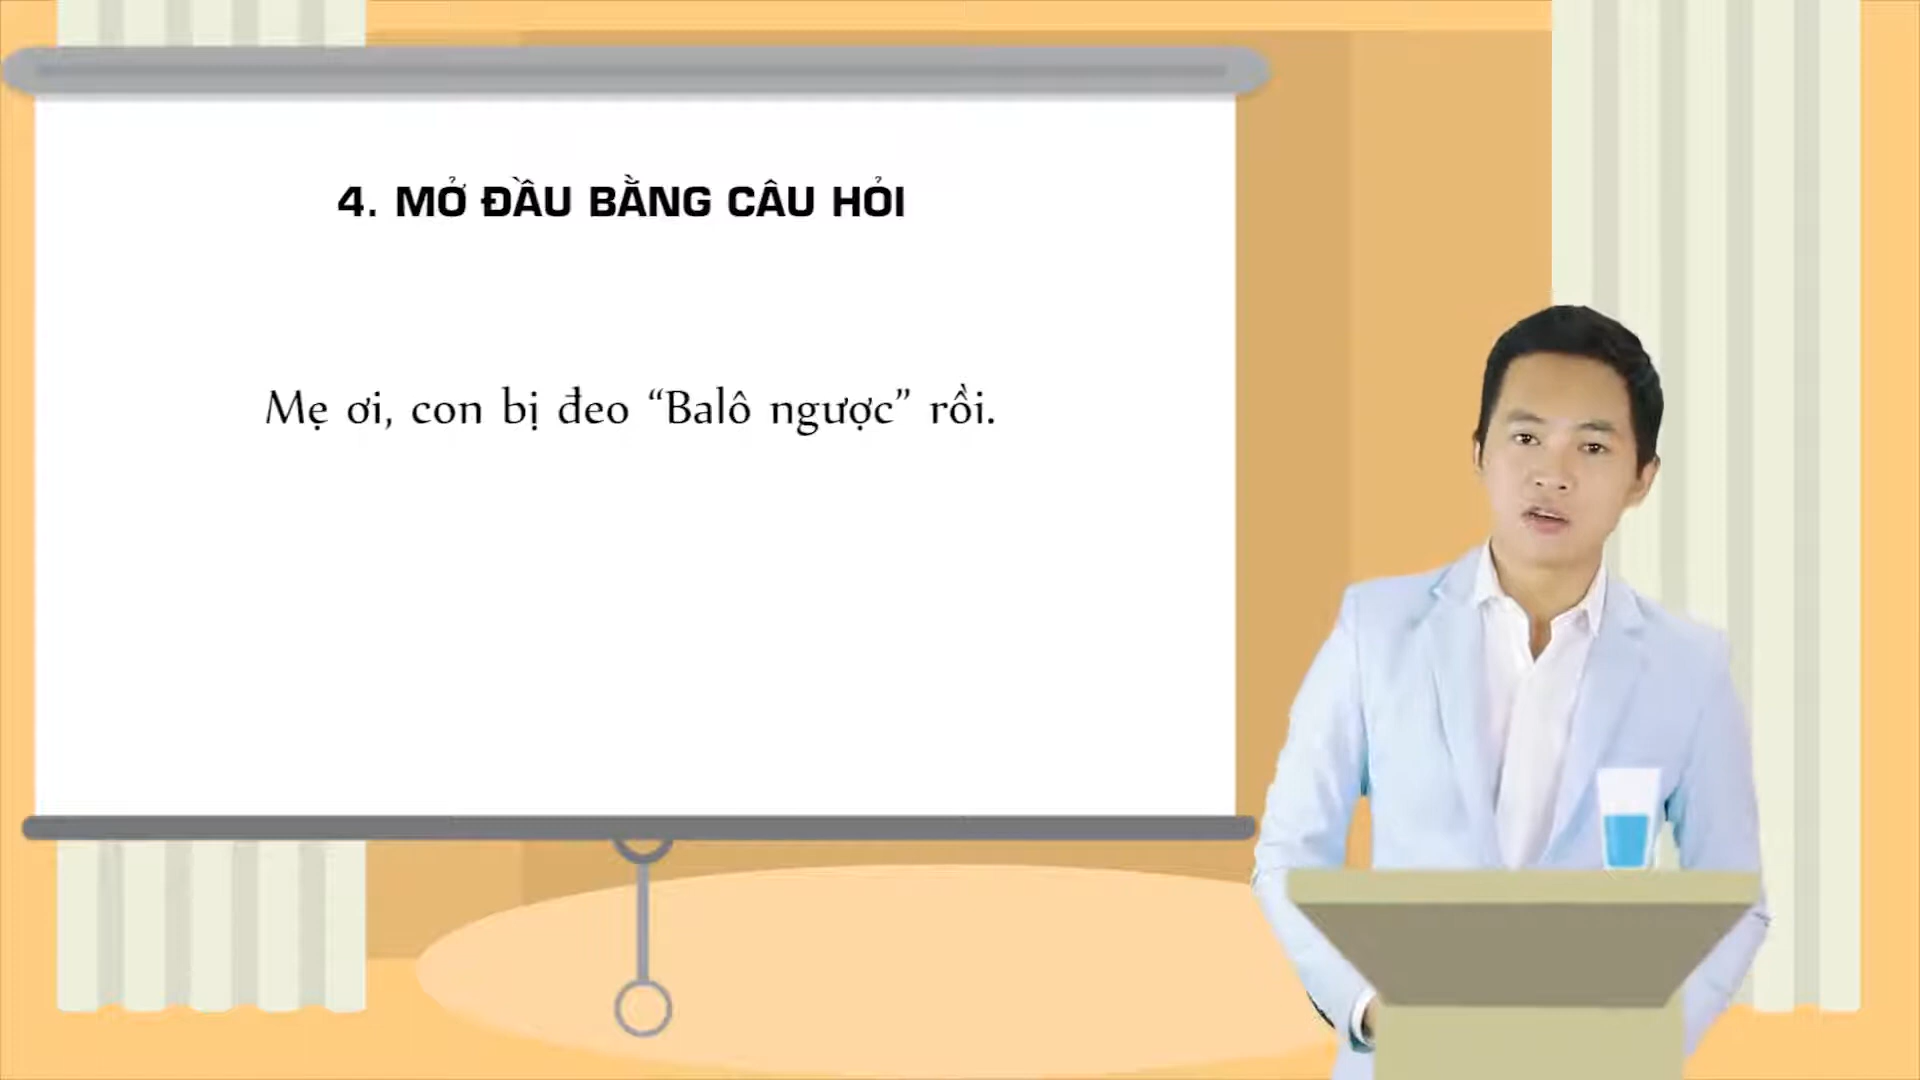 4. MỞ ĐẦU BẰNG CÂU HỎI
Mẹ ơi, con bị đeo “Balô ngược” rồi.